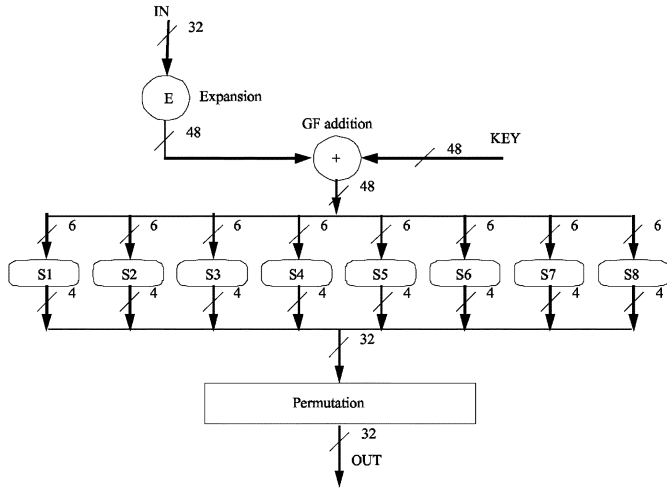 IN
32
E
Expansion
48
GF addition
KEY
+
48
48
6 6 6 6 6 6 6 6
S1 S2 S3 S4 S5 S6 S7 S8
4 4 4 4 4 4 4 4
32
Permutation
32
OUT